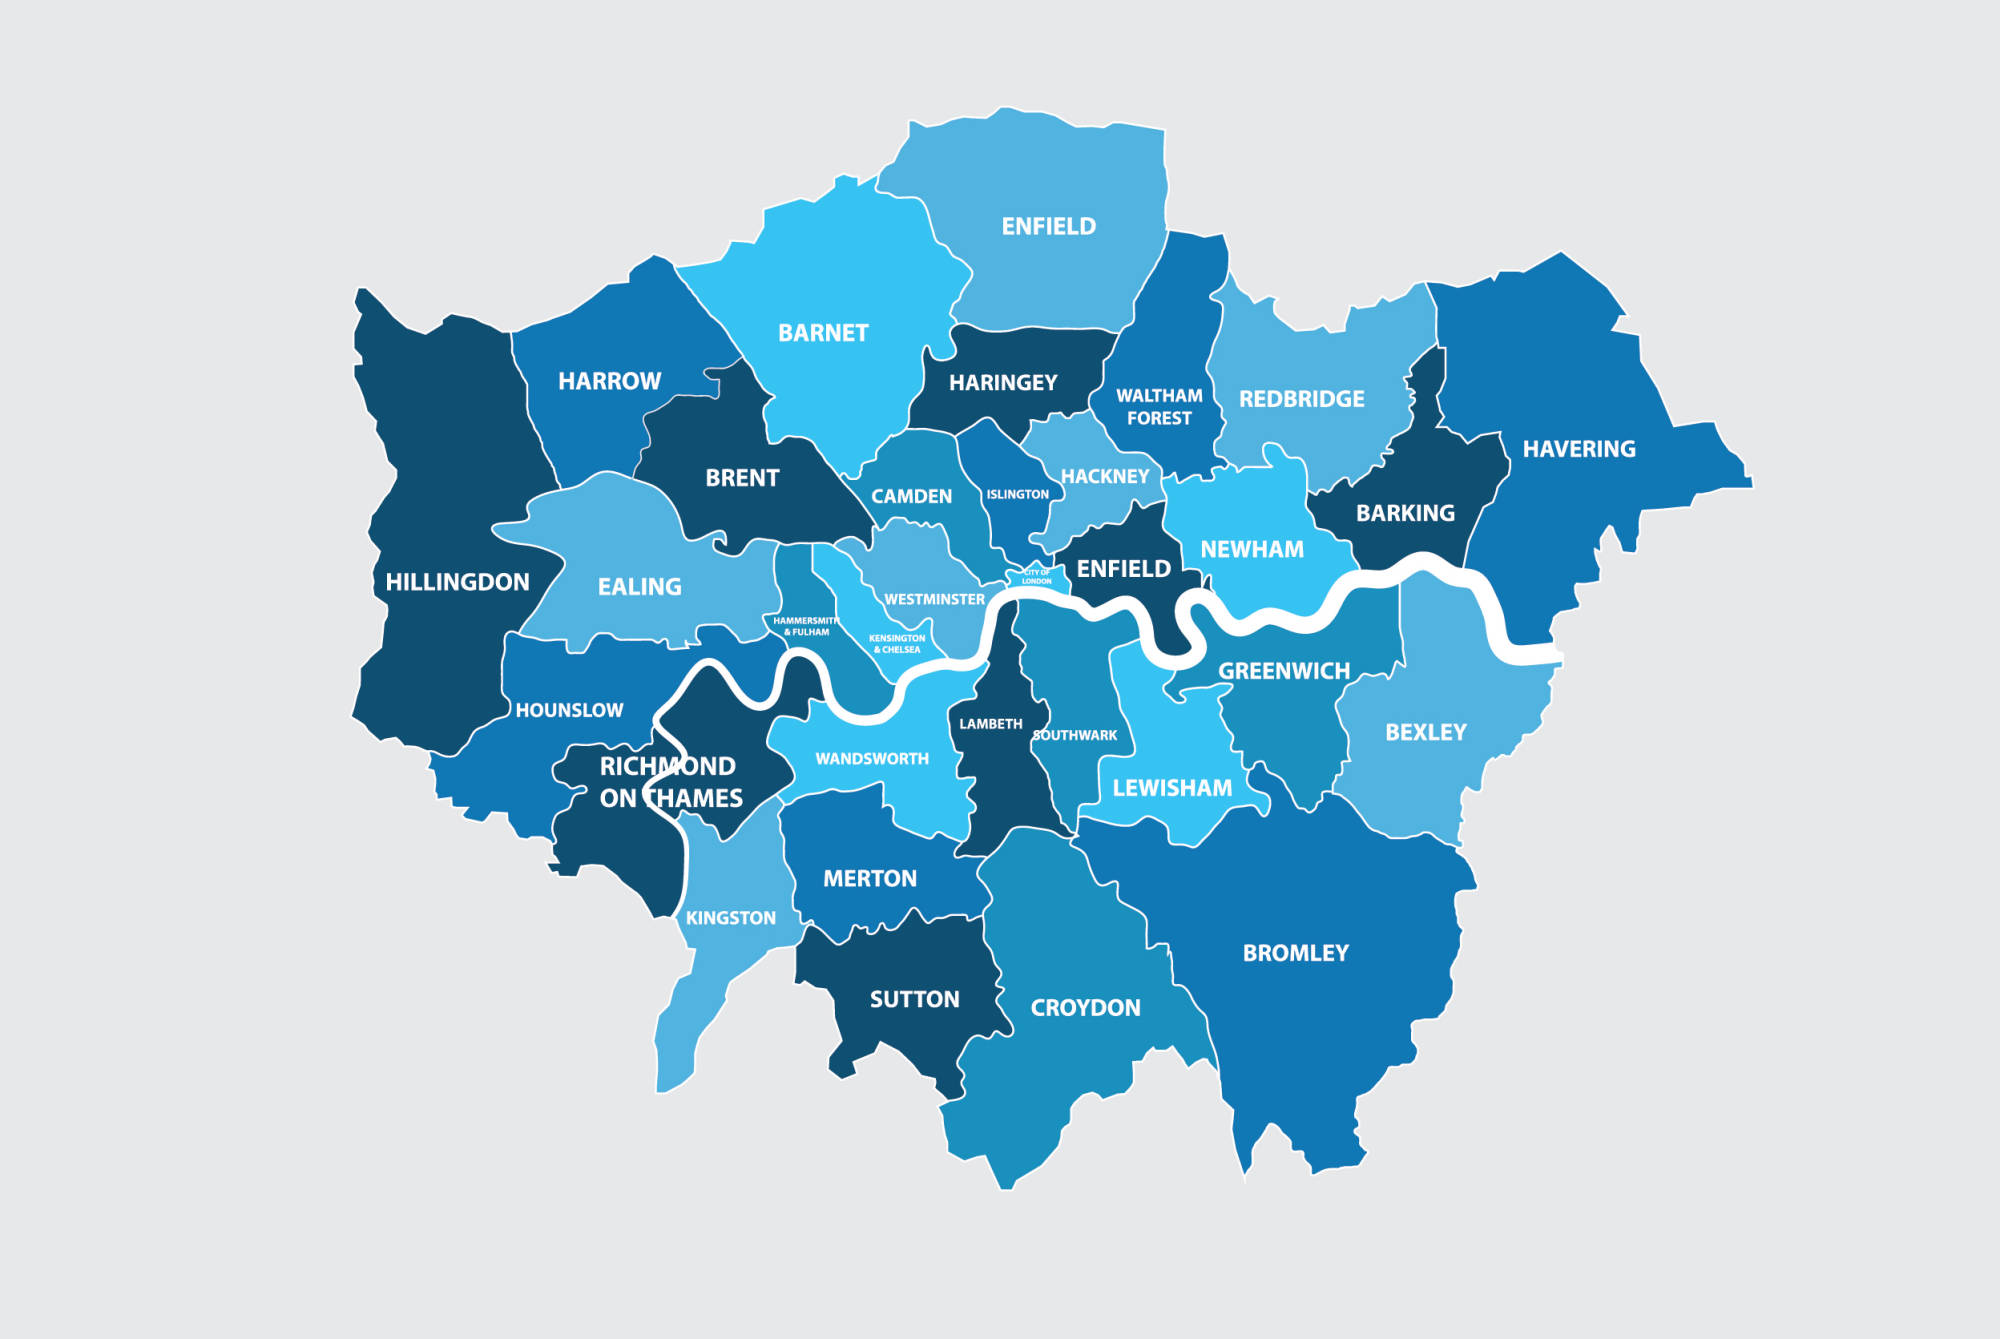 ENFIELD
BARNET
HARROW
HARINGEY
WALTHAM
FOREST
REDBRIDGE
HAVERING
BRENT
CAMDEN
ISLINGTON
HACKNEY
BARKING
NEWHAM
HILLINGDON
EALING
ENFIELD
CITY OF
LONDON
WESTMINSTER
HAMMERSMITH
& FULHAM
KENSINGTON
& CHELSEA
GREENWICH
HOUNSLOW
LAMBETH
SOUTHWARK
BEXLEY
WANDSWORTH
RICHMOND
ON THAMES
LEWISHAM
MERTON
KINGSTON
BROMLEY
SUTTON
CROYDON